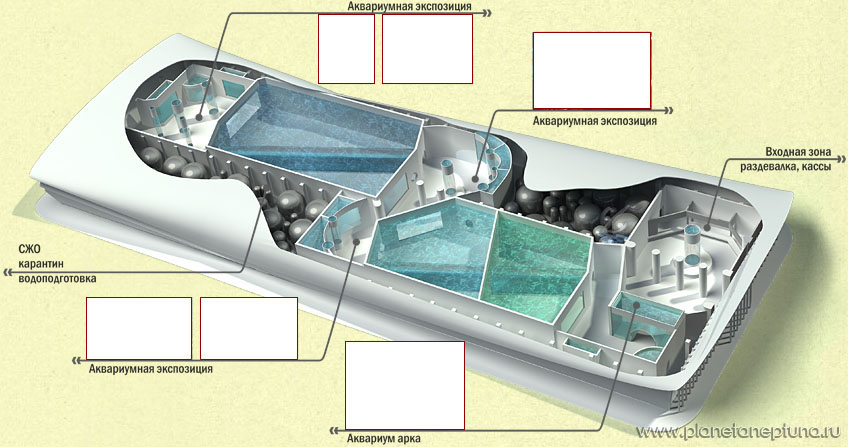 Аквариумная экспозиция
Аквариумная экспозиция
Входная зона
раздевалка, кассы
СЖО
карантин
водоподготовка
Аквариумная экспозиция
Аквариум арка
www.planetaneptuna.ru